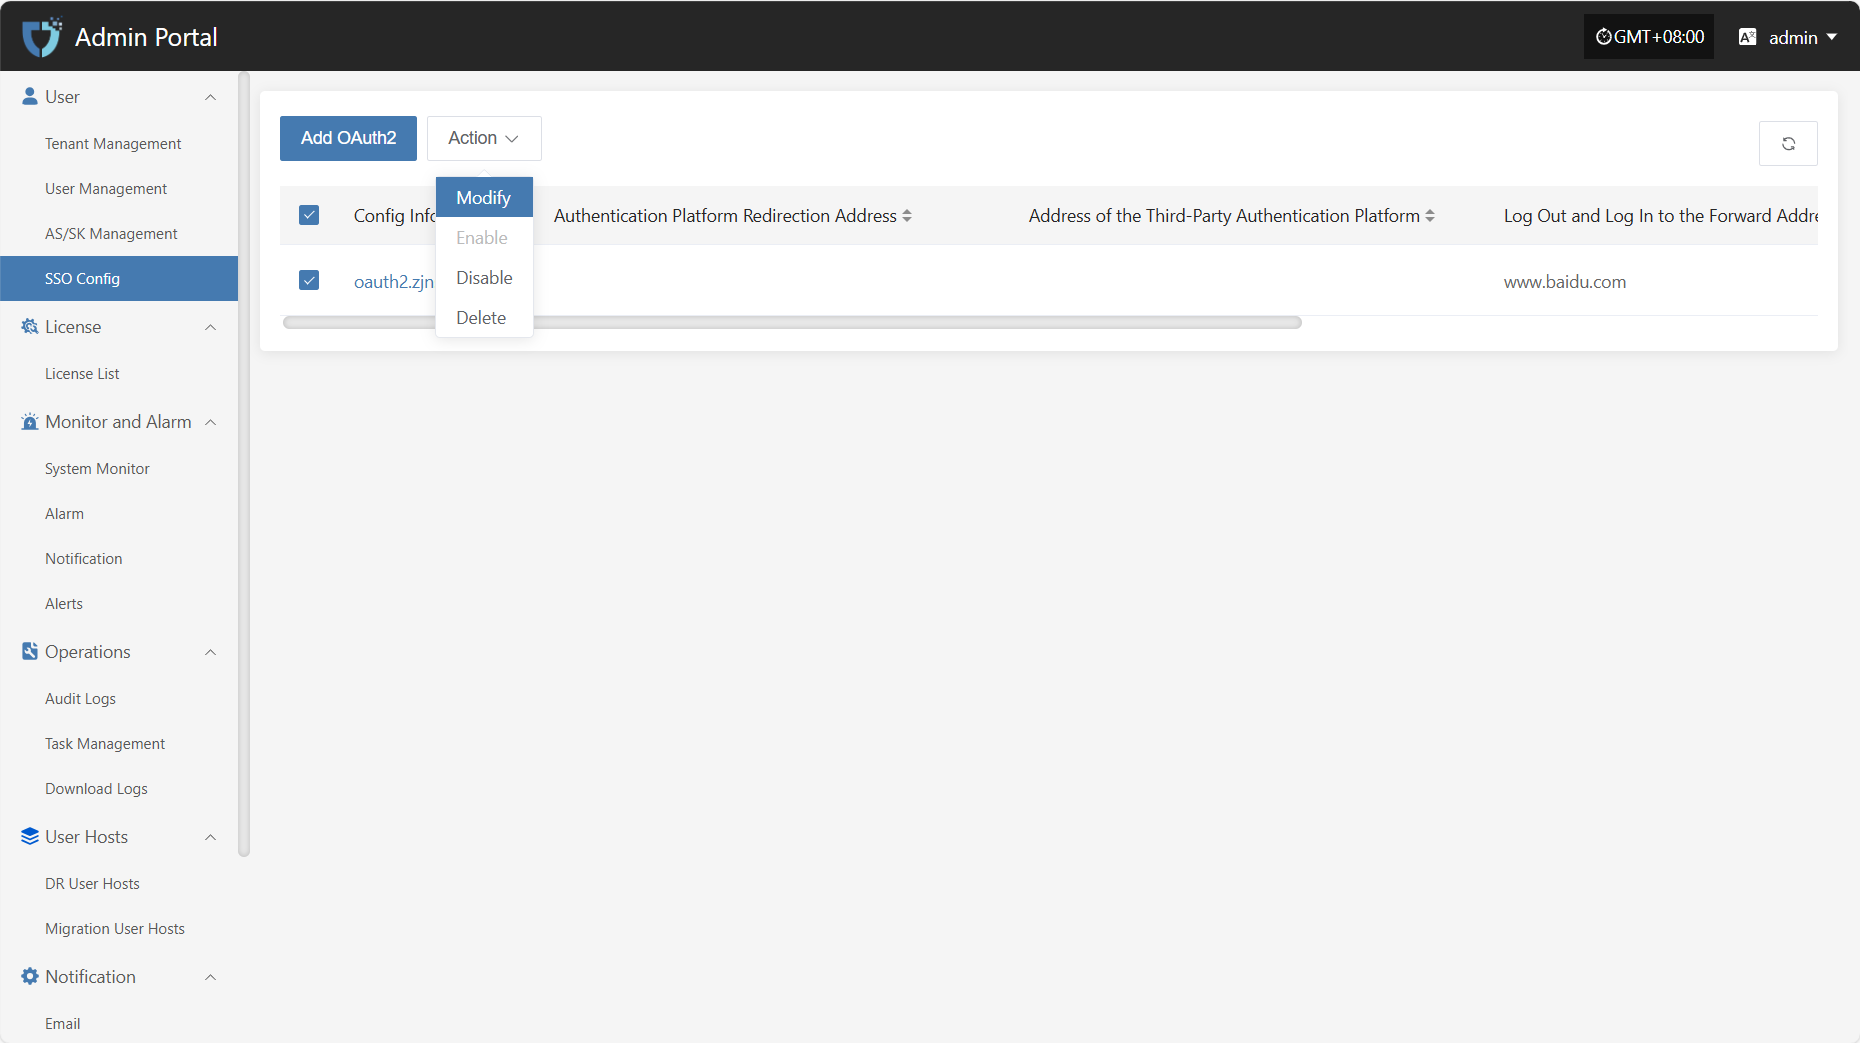 Admin Portal
GMT+08:00
admin
User
Tenant Management
User Management
AS/SK Management
SSO Config
License
License List
Monitor and Alarm
System Monitor
Alarm
Notification
Alerts
Operations
Audit Logs
Task Management
Download Logs
User Hosts
DR User Hosts
Migration User Hosts
Notification
Email
Add OAuth2
Action
Modify
Enable
Disable
Delete
Config Info Authentication Platform Redirection Address Address of the Third-Party Authentication Platform Log Out and Log In to the Forward Addre
oauth2.zjn www.baidu.com